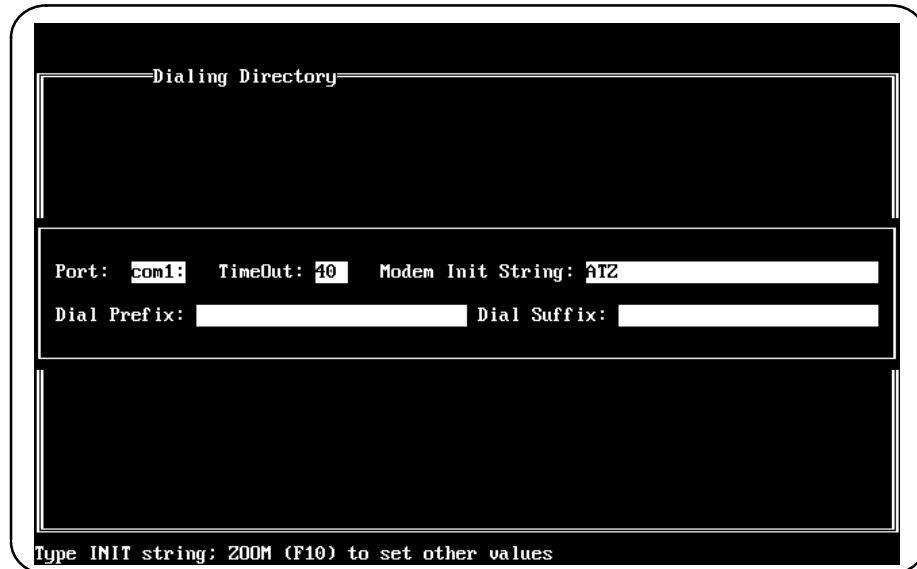 Dialing Directory
Port: com1: TimeOut: 40 Modem Init String: ATZ
Dial Prefix: Dial Suffix:
Type INIT string; ZOOM (F10) to set other values